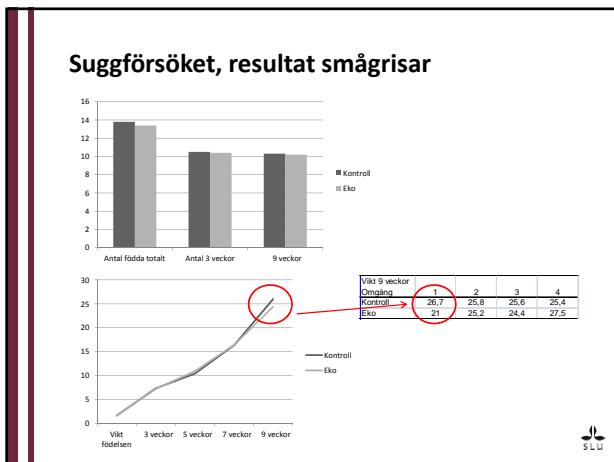 Suggförsöket, resultat smågrisar
16
14
12
10
8
6
4
2
0
Antal födda totalt Antal 3 veckor 9 veckor
Kontroll
Eko
30
25
20
15
10
5
0
Vikt födelsen 3 veckor 5 veckor 7 veckor 9 veckor
Kontroll
Eko
Vikt 9 veckor
Omgång 1 2 3 4
Kontroll 26,7 25,8 25,6 25,4
Eko 21 25,2 24,4 27,5
SLU